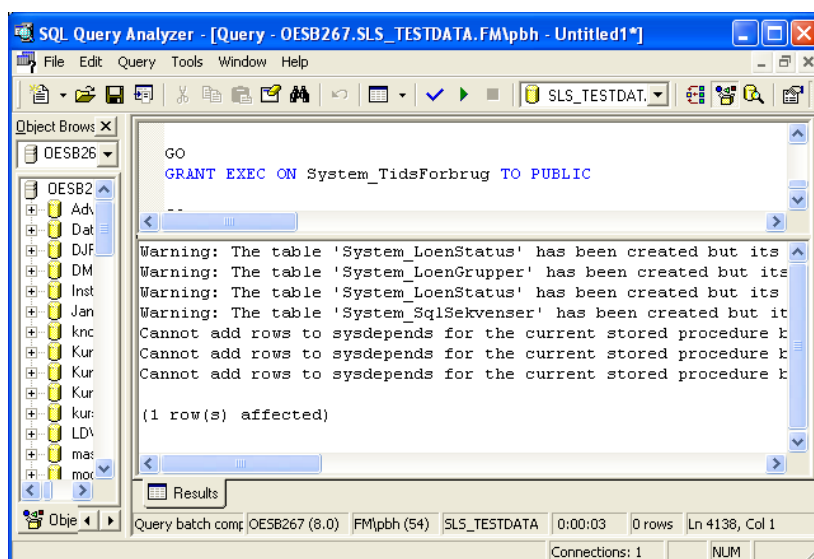 SQL Query Analyzer - [Query - OESB267.SLS_TESTDATA.FM\pbh - Untitled1*]
File Edit Query Tools Window Help
SLS_TESTDAT.
Object Brows
OESB26
OESB2
Adv
Dat
DJF
DM
Inst
Jan
knc
Kur
Kur
Kur
kur:
LDV
mas
moc
Obje
GO
GRANT EXEC ON System_TidsForbrug TO PUBLIC
--
Warning: The table 'System_LoenStatus' has been created but its
Warning: The table 'System_LoenGrupper' has been created but its
Warning: The table 'System_LoenStatus' has been created but its
Warning: The table 'System_SqlSekvenser' has been created but it
Cannot add rows to sysdepends for the current stored procedure b
Cannot add rows to sysdepends for the current stored procedure b
Cannot add rows to sysdepends for the current stored procedure b
(1 row(s) affected)
Results
Query batch comp OESB267 (8.0) FM\pbh (54) SLS_TESTDATA 0:00:03 0 rows Ln 4138, Col 1
Connections: 1 NUM